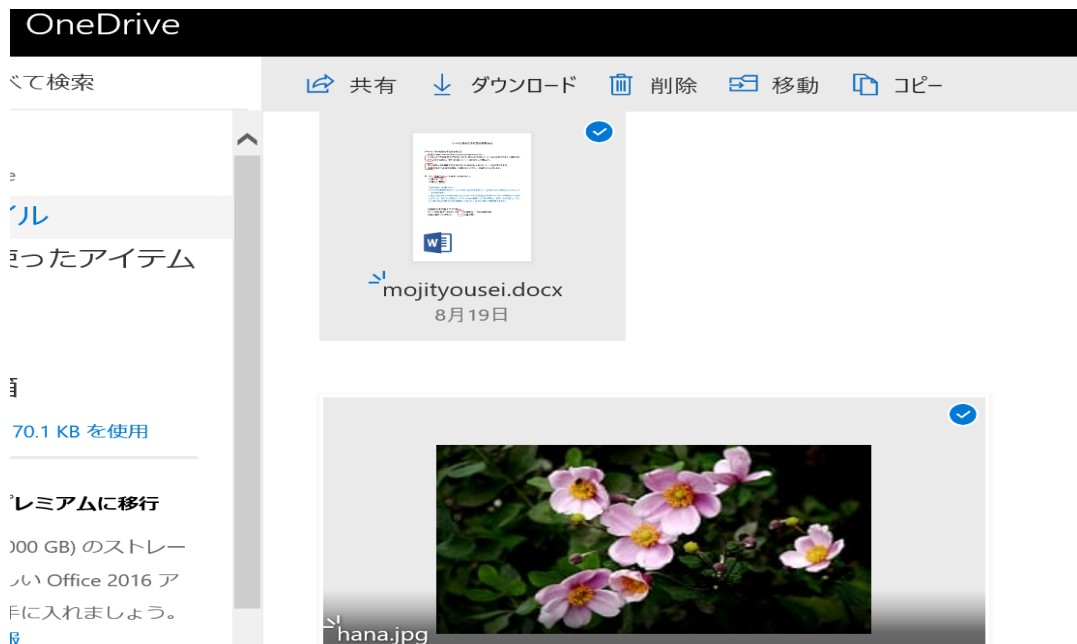 OneDrive
べて検索
共有 ダウンロード 削除 移動 コピー
e
イル
使ったアイテム
mojityousei.docx
8月19日
箱
70.1 KB を使用
プレミアムに移行
000 GB) のストレー
しい Office 2016 ア
手に入れましょう。
報
hana.jpg